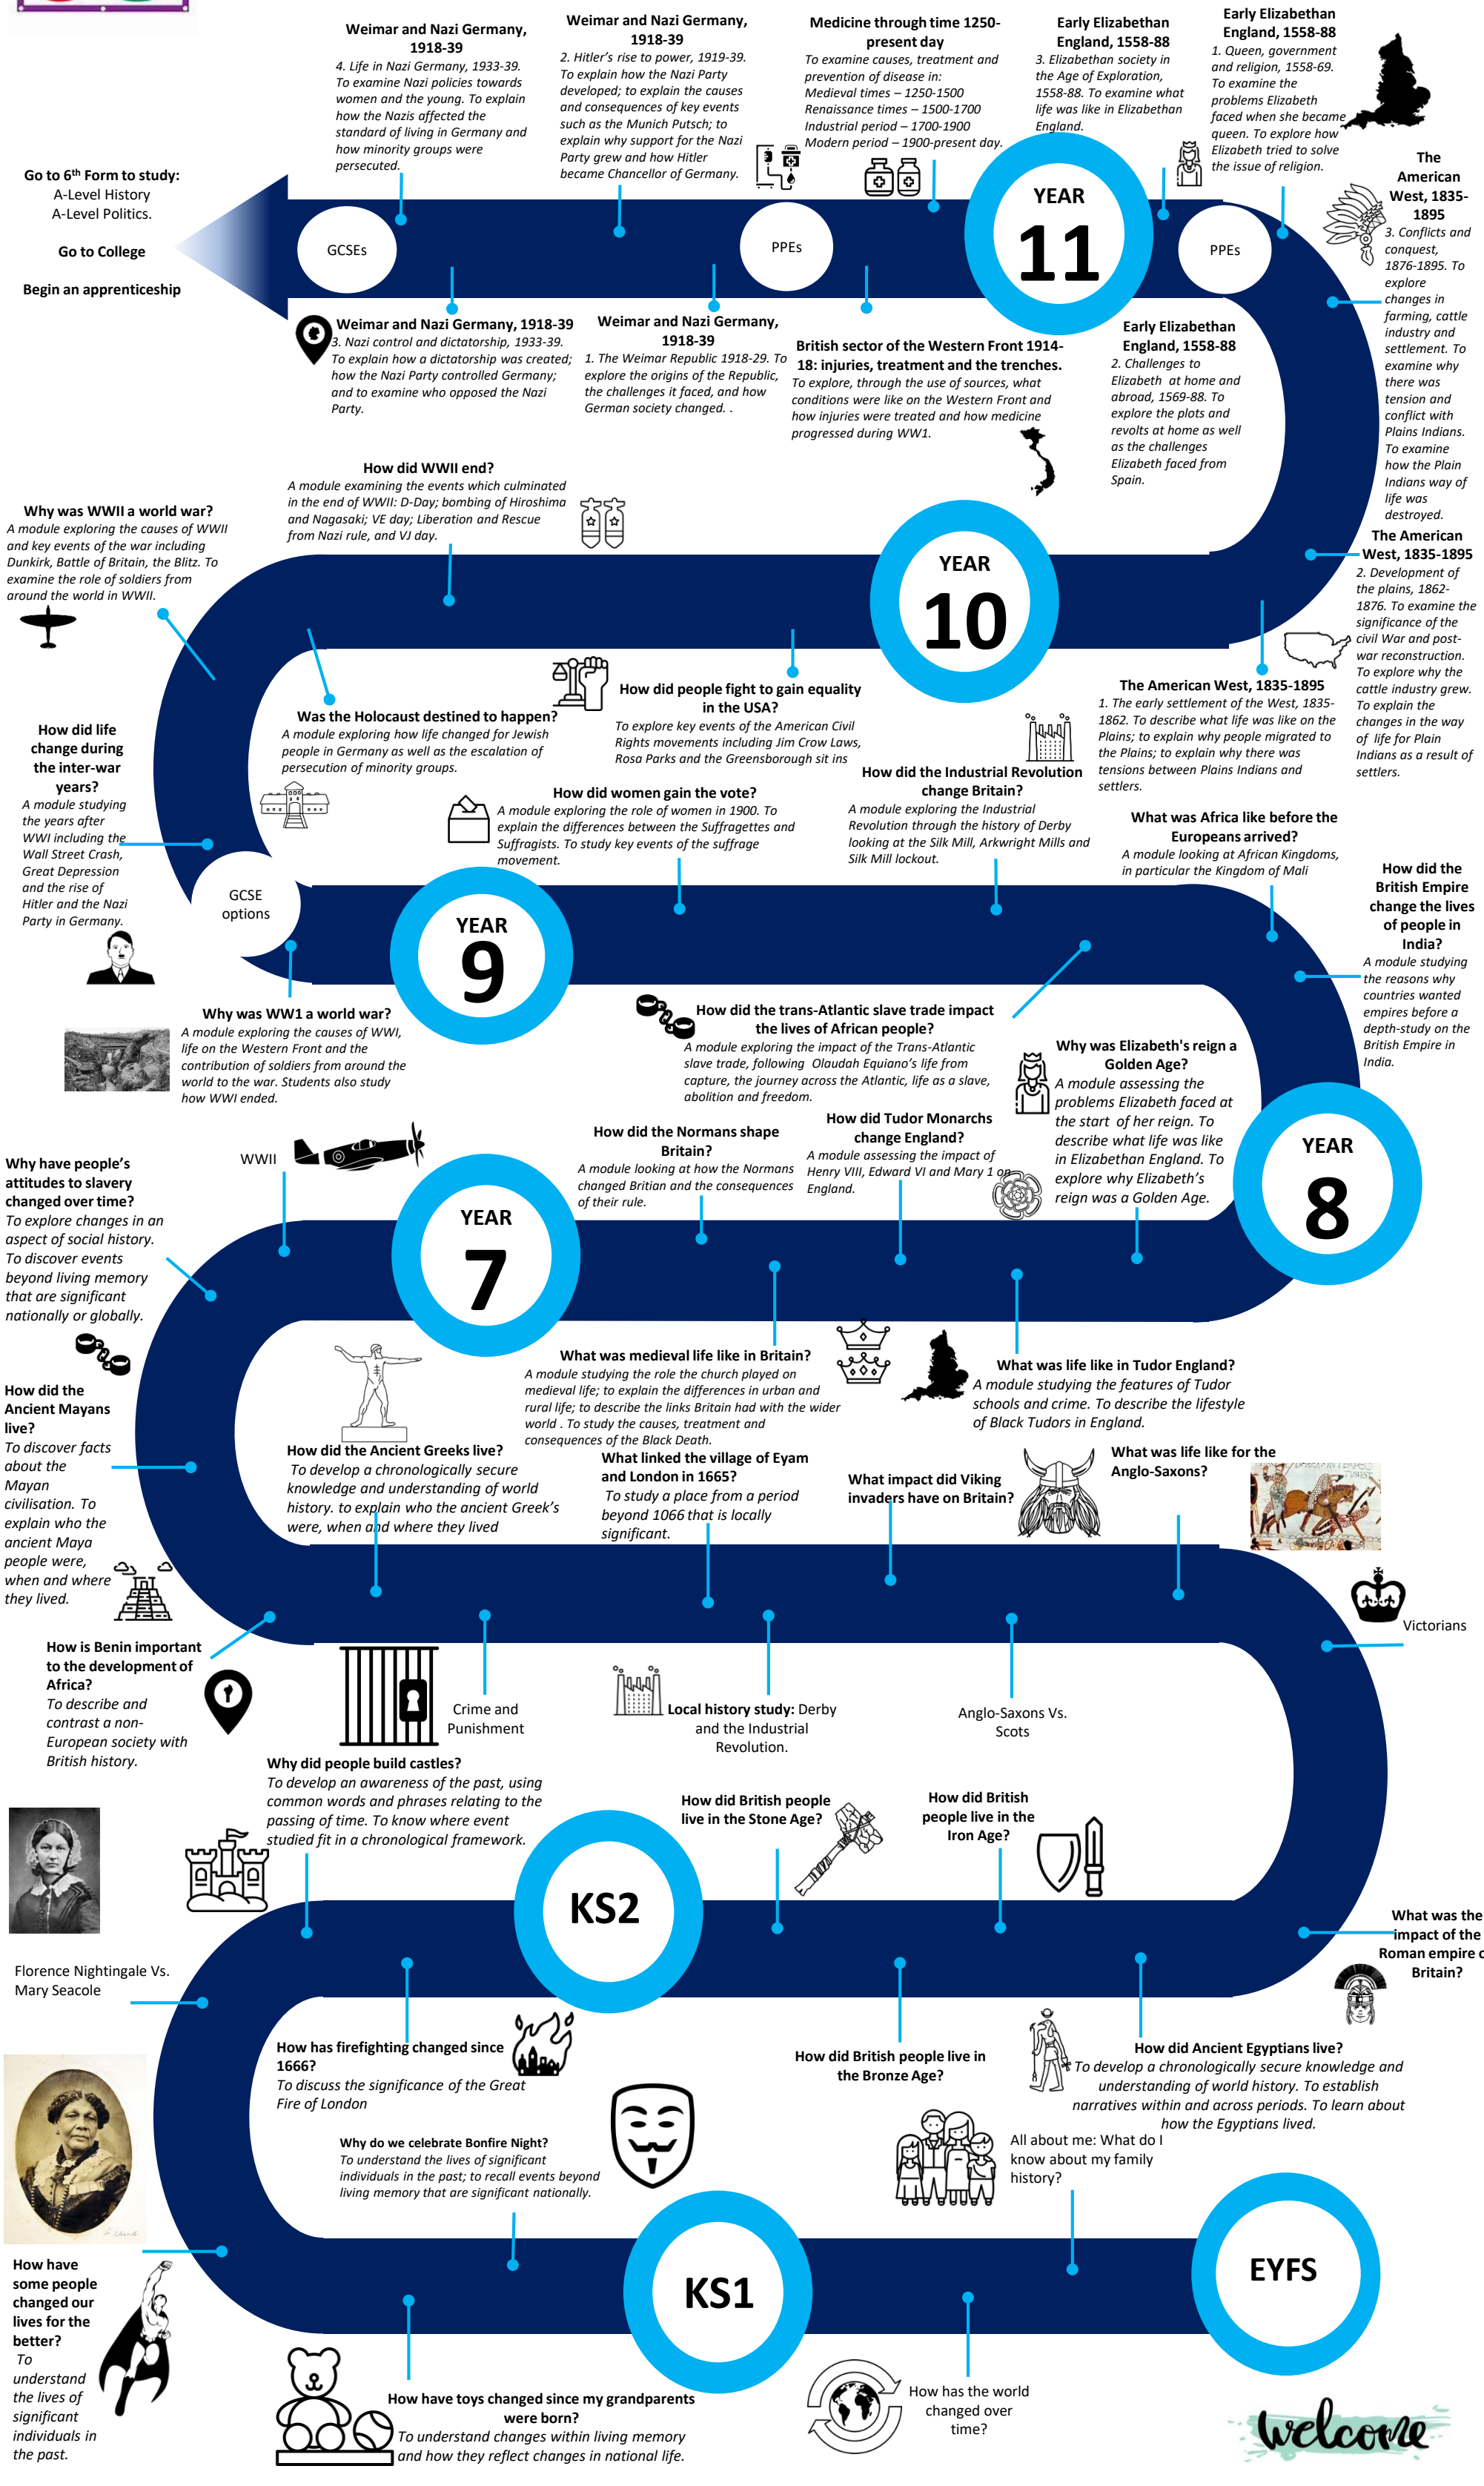 Weimar and Nazi Germany,
1918-39
4. Life in Nazi Germany, 1933-39.
To examine Nazi policies towards
women and the young. To explain
how the Nazis affected the
standard of living in Germany and
how minority groups were
persecuted.
Weimar and Nazi Germany,
1918-39
2. Hitler's rise to power, 1919-39.
To explain how the Nazi Party
developed; to explain the causes
and consequences of key events
such as the Munich Putsch; to
explain why support for the Nazi
Party grew and how Hitler
became Chancellor of Germany.
Medicine through time 1250-
present day
To examine causes, treatment and
prevention of disease in:
Medieval times – 1250-1500
Renaissance times - 1500-1700
Industrial period – 1700-1900
Modern period – 1900-present day.
Early Elizabethan
England, 1558-88
3. Elizabethan society in
the Age of Exploration,
1558-88. To examine what
life was like in Elizabethan
England.
Early Elizabethan
England, 1558-88
1. Queen, government
and religion, 1558-69.
To examine the
problems Elizabeth
faced when she became
queen. To explore how
Elizabeth tried to solve
the issue of religion.
Go to 6th Form to study:
A-Level History
A-Level Politics.
Go to College
Begin an apprenticeship
GCSEs
PPEs
YEAR
11
PPEs
The
American
West, 1835-
1895
3. Conflicts and
conquest,
1876-1895. To
explore
changes in
farming, cattle
industry and
settlement. To
examine why
there was
tension and
conflict with
Plains Indians.
To examine
how the Plain
Indians way of
life was
destroyed.
Weimar and Nazi Germany, 1918-39
3. Nazi control and dictatorship, 1933-39.
To explain how a dictatorship was created;
how the Nazi Party controlled Germany;
and to examine who opposed the Nazi
Party.
Weimar and Nazi Germany,
1918-39
1. The Weimar Republic 1918-29. To
explore the origins of the Republic,
the challenges it faced, and how
German society changed. .
British sector of the Western Front 1914-
18: injuries, treatment and the trenches.
To explore, through the use of sources, what
conditions were like on the Western Front and
how injuries were treated and how medicine
progressed during WW1.
Early Elizabethan
England, 1558-88
2. Challenges to
Elizabeth at home and
abroad, 1569-88. To
explore the plots and
revolts at home as well
as the challenges
Elizabeth faced from
Spain.
How did WWII end?
A module examining the events which culminated
in the end of WWII: D-Day; bombing of Hiroshima
and Nagasaki; VE day; Liberation and Rescue
from Nazi rule, and VJ day.
Why was WWII a world war?
A module exploring the causes of WWII
and key events of the war including
Dunkirk, Battle of Britain, the Blitz. To
examine the role of soldiers from
around the world in WWII.
YEAR
10
The American
West, 1835-1895
2. Development of
the plains, 1862-
1876. To examine the
significance of the
civil War and post-
war reconstruction.
To explore why the
cattle industry grew.
To explain the
changes in the way
of life for Plain
Indians as a result of
settlers.
The American West, 1835-1895
1. The early settlement of the West, 1835-
1862. To describe what life was like on the
Plains; to explain why people migrated to
the Plains; to explain why there was
tensions between Plains Indians and
settlers.
How did people fight to gain equality
in the USA?
To explore key events of the American Civil
Rights movements including Jim Crow Laws,
Rosa Parks and the Greensborough sit ins
Was the Holocaust destined to happen?
A module exploring how life changed for Jewish
people in Germany as well as the escalation of
persecution of minority groups.
How did life
change during
the inter-war
years?
A module studying
the years after
WWI including the
Wall Street Crash,
Great Depression
and the rise of
Hitler and the Nazi
Party in Germany.
How did women gain the vote?
A module exploring the role of women in 1900. To
explain the differences between the Suffragettes and
Suffragists. To study key events of the suffrage
movement.
How did the Industrial Revolution
change Britain?
A module exploring the Industrial
Revolution through the history of Derby
looking at the Silk Mill, Arkwright Mills and
Silk Mill lockout.
What was Africa like before the
Europeans arrived?
A module looking at African Kingdoms,
in particular the Kingdom of Mali
How did the
British Empire
change the lives
of people in
India?
A module studying
the reasons why
countries wanted
empires before a
depth-study on the
British Empire in
India.
GCSE
options
YEAR
9
Why was WW1 a world war?
A module exploring the causes of WWI,
life on the Western Front and the
contribution of soldiers from around the
world to the war. Students also study
how WWI ended.
How did the trans-Atlantic slave trade impact
the lives of African people?
A module exploring the impact of the Trans-Atlantic
slave trade, following Olaudah Equiano's life from
capture, the journey across the Atlantic, life as a slave,
abolition and freedom.
Why was Elizabeth's reign a
Golden Age?
A module assessing the
problems Elizabeth faced at
the start of her reign. To
describe what life was like
in Elizabethan England. To
explore why Elizabeth's
reign was a Golden Age.
YEAR
8
How did Tudor Monarchs
change England?
A module assessing the impact of
Henry VIII, Edward VI and Mary 1 on
England.
How did the Normans shape
Britain?
A module looking at how the Normans
changed Britian and the consequences
of their rule.
WWII
Why have people's
attitudes to slavery
changed over time?
To explore changes in an
aspect of social history.
To discover events
beyond living memory
that are significant
nationally or globally.
YEAR
7
What was medieval life like in Britain?
A module studying the role the church played on
medieval life; to explain the differences in urban and
rural life; to describe the links Britain had with the wider
world . To study the causes, treatment and
consequences of the Black Death.
What was life like in Tudor England?
A module studying the features of Tudor
schools and crime. To describe the lifestyle
of Black Tudors in England.
How did the
Ancient Mayans
live?
To discover facts
about the
Mayan
civilisation. To
explain who the
ancient Maya
people were,
when and where
they lived.
How did the Ancient Greeks live?
To develop a chronologically secure
knowledge and understanding of world
history. to explain who the ancient Greek's
were, when and where they lived
What linked the village of Eyam
and London in 1665?
To study a place from a period
beyond 1066 that is locally
significant.
What impact did Viking
invaders have on Britain?
What was life like for the
Anglo-Saxons?
Victorians
How is Benin important
to the development of
Africa?
To describe and
contrast a non-
European society with
British history.
Crime and
Punishment
Local history study: Derby
and the Industrial
Revolution.
Anglo-Saxons Vs.
Scots
Why did people build castles?
To develop an awareness of the past, using
common words and phrases relating to the
passing of time. To know where event
studied fit in a chronological framework.
KS2
How did British people
live in the Stone Age?
How did British
people live in the
Iron Age?
What was the
impact of the
Roman empire
Britain?
Florence Nightingale Vs.
Mary Seacole
How has firefighting changed since
1666?
To discuss the significance of the Great
Fire of London
How did British people live in
the Bronze Age?
How did Ancient Egyptians live?
To develop a chronologically secure knowledge and
understanding of world history. To establish
narratives within and across periods. To learn about
how the Egyptians lived.
Why do we celebrate Bonfire Night?
To understand the lives of significant
individuals in the past; to recall events beyond
living memory that are significant nationally.
All about me: What do I
know about my family
history?
How have
some people
changed our
lives for the
better?
To
understand
the lives of
significant
individuals in
the past.
KS1
EYFS
How have toys changed since my grandparents
were born?
To understand changes within living memory
and how they reflect changes in national life.
How has the world
changed over
time?
welcome